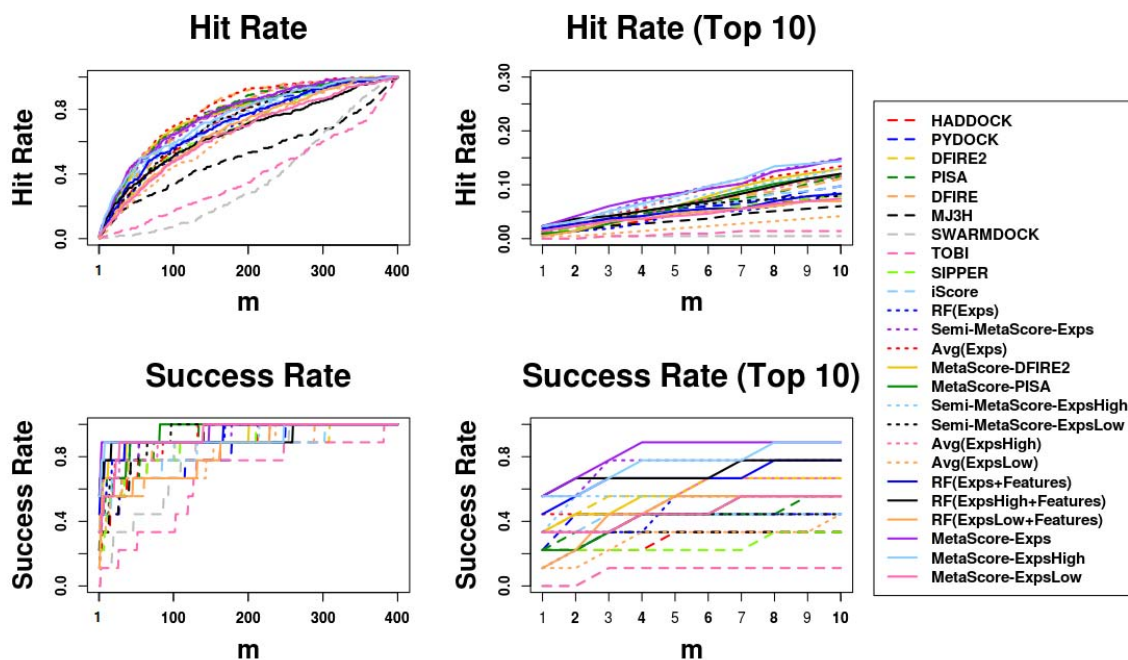 Hit Rate
Hit Rate
0.0 0.4 0.8
1 100 200 300 400
m
Hit Rate (Top 10)
Hit Rate
0.00 0.10 0.20 0.30
1 2 3 4 5 6 7 8 9 10
m
Success Rate
Success Rate
0.0 0.4 0.8
1 100 200 300 400
m
Success Rate (Top 10)
Success Rate
0.0 0.4 0.8
1 2 3 4 5 6 7 8 9 10
m
HADDOCK
PYDOCK
DFIRE2
PISA
DFIRE
MJ3H
SWARMDOCK
TOBI
SIPPER
iScore
RF(Exps)
Semi-MetaScore-Exps
Avg(Exps)
MetaScore-DFIRE2
MetaScore-PISA
Semi-MetaScore-ExpsHigh
Semi-MetaScore-ExpsLow
Avg(ExpsHigh)
Avg(ExpsLow)
RF(Exps+Features)
RF(ExpsHigh+Features)
RF(ExpsLow+Features)
MetaScore-Exps
MetaScore-ExpsHigh
MetaScore-ExpsLow